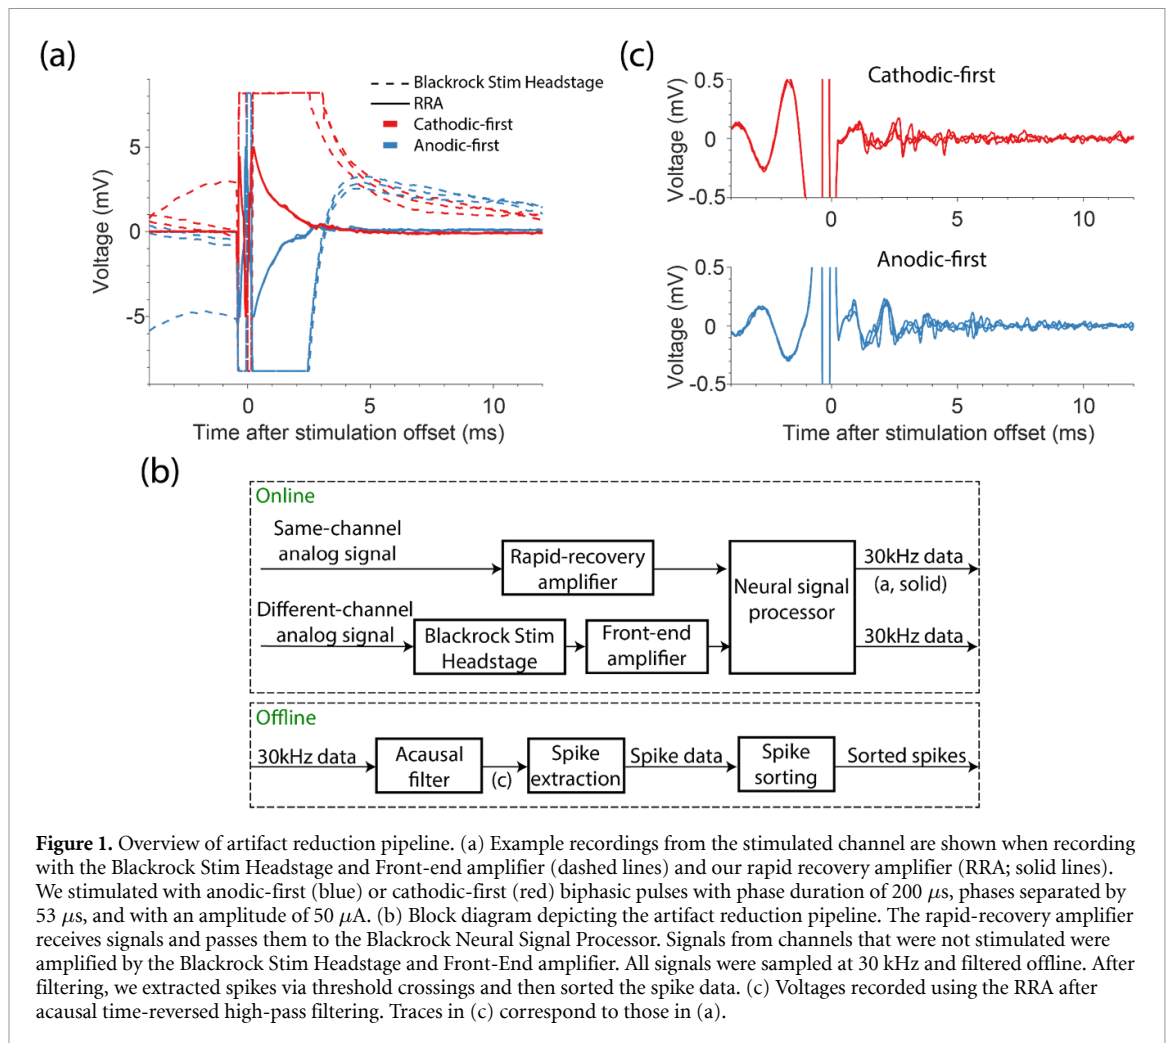 (a)
Blackrock Stim Headstage
RRA
Cathodic-first
Anodic-first
5
0
-5
Voltage (mV)
0
5
10
Time after stimulation offset (ms)
(c)
Cathodic-first
0.5
0
-0.5
Voltage (mV)
0
5
10
Anodic-first
0.5
0
-0.5
Voltage (mV)
0
5
10
Time after stimulation offset (ms)
(b)
Online
Same-channel
analog signal
Rapid-recovery
amplifier
Neural signal
processor
30kHz data
(a, solid)
Different-channel
analog signal
Blackrock Stim
Headstage
Front-end
amplifier
30kHz data
Offline
30kHz data
Acausal
filter
(c)
Spike
extraction
Spike data
Spike
sorting
Sorted spikes
Figure 1. Overview of artifact reduction pipeline. (a) Example recordings from the stimulated channel are shown when recording
with the Blackrock Stim Headstage and Front-end amplifier (dashed lines) and our rapid recovery amplifier (RRA; solid lines).
We stimulated with anodic-first (blue) or cathodic-first (red) biphasic pulses with phase duration of 200 μs, phases separated by
53 μs, and with an amplitude of 50 μA. (b) Block diagram depicting the artifact reduction pipeline. The rapid-recovery amplifier
receives signals and passes them to the Blackrock Neural Signal Processor. Signals from channels that were not stimulated were
amplified by the Blackrock Stim Headstage and Front-End amplifier. All signals were sampled at 30 kHz and filtered offline. After
filtering, we extracted spikes via threshold crossings and then sorted the spike data. (c) Voltages recorded using the RRA after
acausal time-reversed high-pass filtering. Traces in (c) correspond to those in (a).